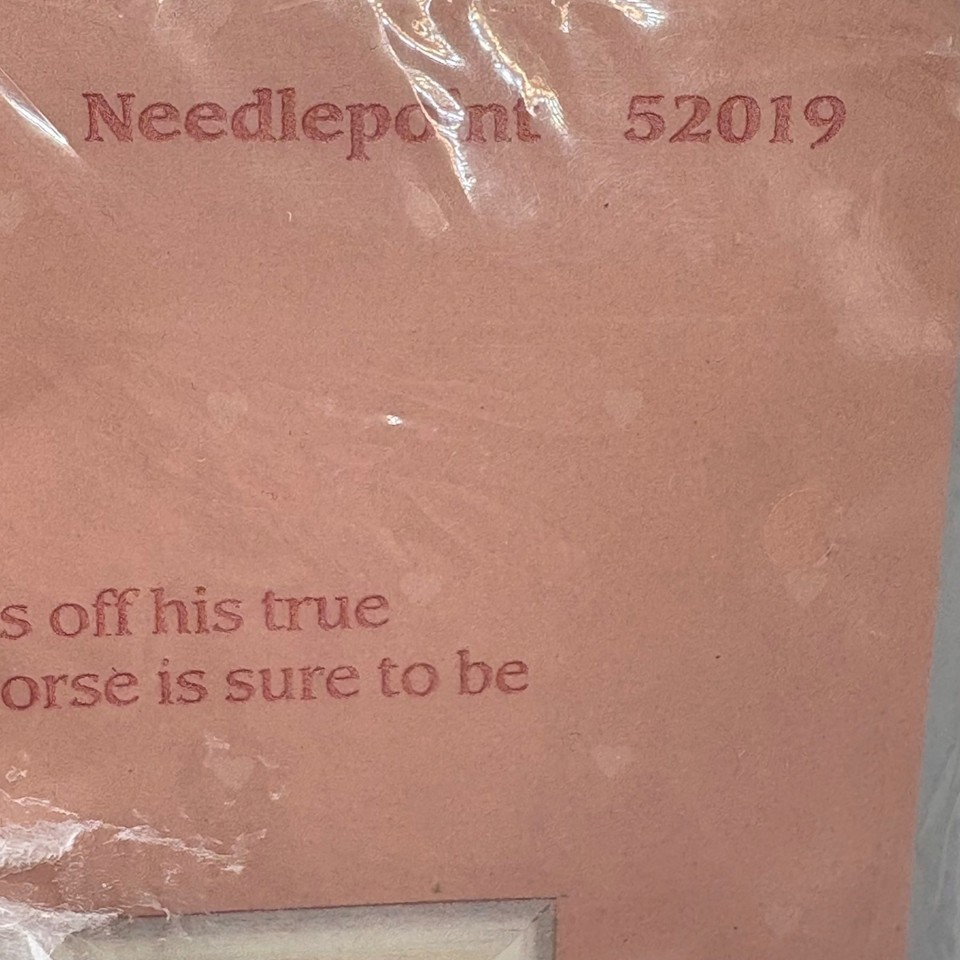 Needlepoint 52019
s off his true
orse is sure to be